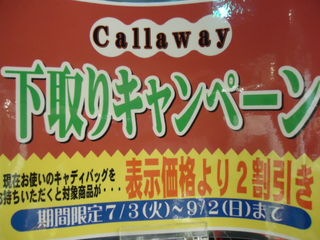 Callaway
下取りキャンペーン
現在お使いのキャディバッグを
お持ちいただくと対象商品が・・・
表示価格より2割引き
期間限定7/3(火)~9/2(日)まで